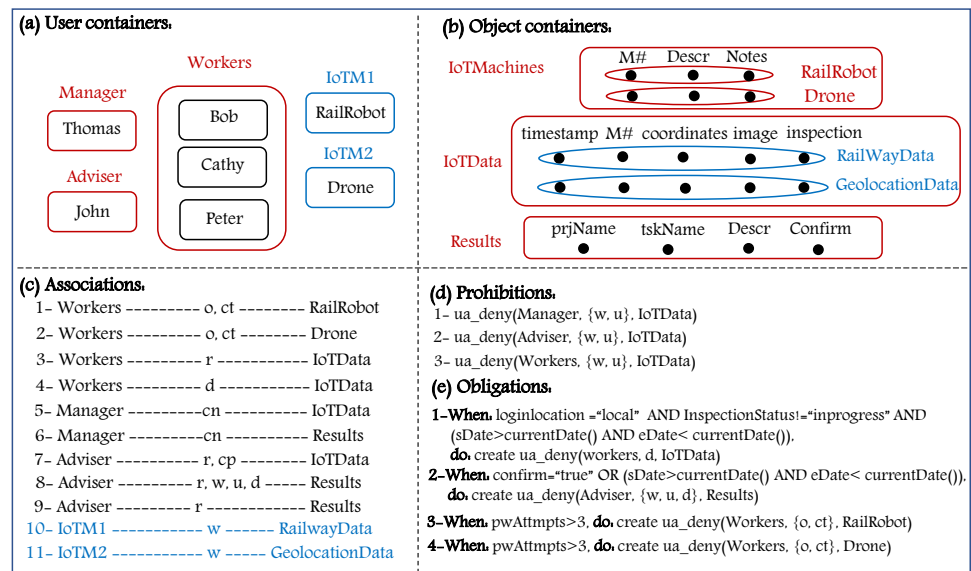 (a) User containers:
Workers
Manager
Thomas
Adviser
John
Bob
Cathy
Peter
IoTM1
RailRobot
IoTM2
Drone
(b) Object containers:
IoTMachines
M# Descr Notes
RailRobot
Drone
IoTData
timestamp M# coordinates image inspection
RailWayData
GeolocationData
Results
prjName tskName Descr Confirm
(c) Associations:
1- Workers ---------- o, ct -------- RailRobot
2- Workers ---------- o, ct -------- Drone
3- Workers --------- r ---------- IoTData
4- Workers --------- d ---------- IoTData
5- Manager ---------cn ---------- IoTData
6- Manager ---------cn ---------- Results
7- Adviser --------- r, cp -------- IoTData
8- Adviser --------- r, w, u, d ----- Results
9- Adviser --------- r ---------- Results
10- IoTM1 ----------- w ------ RailwayData
11- IoTM2 ----------- w ----- GeolocationData
(d) Prohibitions:
1- ua_deny(Manager, {w, u}, IoTData)
2- ua_deny(Adviser, {w, u}, IoTData)
3- ua_deny(Workers, {w, u}, IoTData)
(e) Obligations:
1-When: loginlocation =“local” AND InspectionStatus!=“inprogress” AND
(sDate>currentDate() AND eDate< currentDate()),
do: create ua_deny(workers, d, IoTData)
2-When: confirm=“true” OR (sDate>currentDate() AND eDate< currentDate()),
do: create ua_deny(Adviser, {w, u, d}, Results)
3-When: pwAttmpts>3, do: create ua_deny(Workers, {o, ct}, RailRobot)
4-When: pwAttmpts>3, do: create ua_deny(Workers, {o, ct}, Drone)